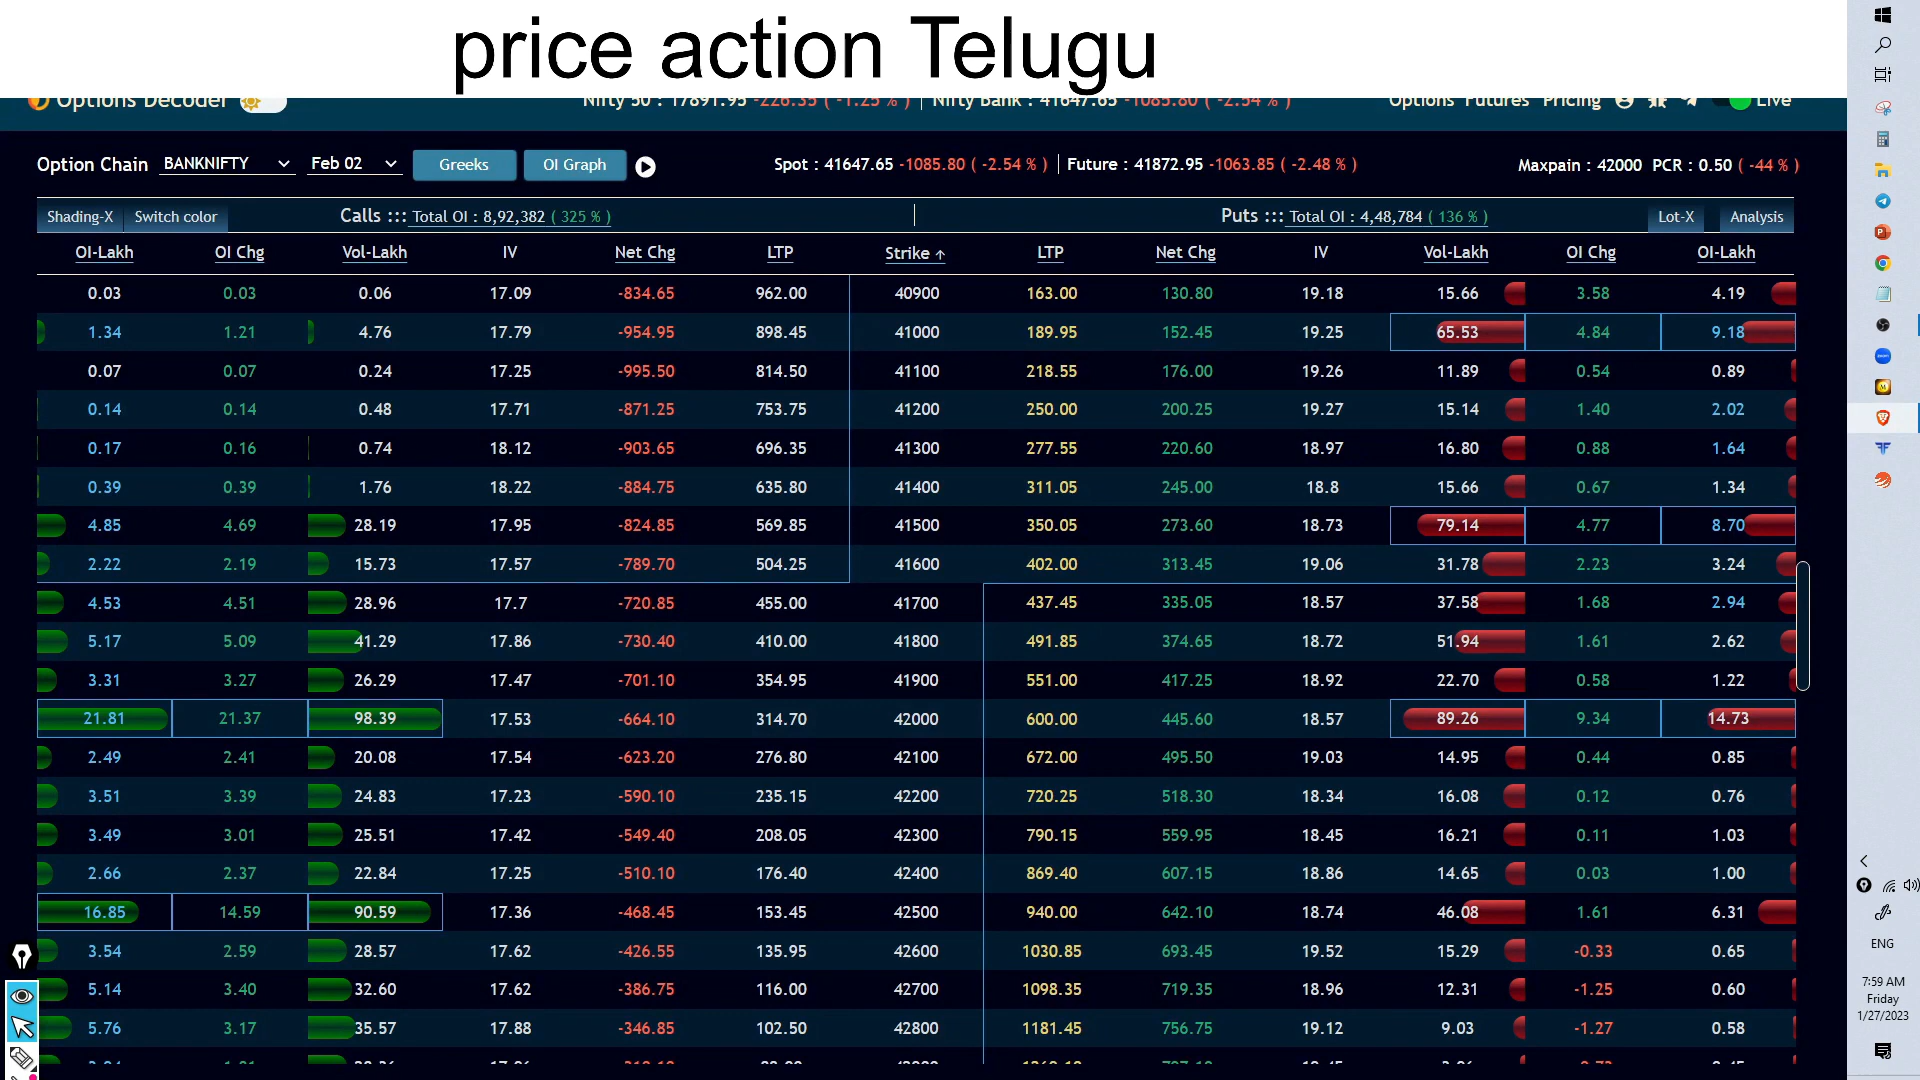 price action Telugu
Options Decoder Nifty 50 : 17891.95 -226.35 ( -1.25 % ) | Nifty Bank : 41647.65 -1085.80 ( -2.54 % ) Options Futures Pricing Live
Option Chain BANKNIFTY Feb 02 Greeks OI Graph Spot : 41647.65 -1085.80 ( -2.54 % ) Future : 41872.95 -1063.85 ( -2.48 % ) Maxpain : 42000 PCR : 0.50 ( -44 % )
Shading-X Switch color Calls ::: Total OI : 8,92,382 ( 325 % ) Puts ::: Total OI : 4,48,784 ( 136 % ) Lot-X Analysis
OI-Lakh OI Chg Vol-Lakh IV Net Chg LTP Strike ↑ LTP Net Chg IV Vol-Lakh OI Chg OI-Lakh
0.03 0.03 0.06 17.09 -834.65 962.00 40900 163.00 130.80 19.18 15.66 3.58 4.19
1.34 1.21 4.76 17.79 -954.95 898.45 41000 189.95 152.45 19.25 65.53 4.84 9.18
0.07 0.07 0.24 17.25 -995.50 814.50 41100 218.55 176.00 19.26 11.89 0.54 0.89
0.14 0.14 0.48 17.71 -871.25 753.75 41200 250.00 200.25 19.27 15.14 1.40 2.02
0.17 0.16 0.74 18.12 -903.65 696.35 41300 277.55 220.60 18.97 16.80 0.88 1.64
0.39 0.39 1.76 18.22 -884.75 635.80 41400 311.05 245.00 18.8 15.66 0.67 1.34
4.85 4.69 28.19 17.95 -824.85 569.85 41500 350.05 273.60 18.73 79.14 4.77 8.70
2.22 2.19 15.73 17.57 -789.70 504.25 41600 402.00 313.45 19.06 31.78 2.23 3.24
4.53 4.51 28.96 17.7 -720.85 455.00 41700 437.45 335.05 18.57 37.58 1.68 2.94
5.17 5.09 41.29 17.86 -730.40 410.00 41800 491.85 374.65 18.72 51.94 1.61 2.62
3.31 3.27 26.29 17.47 -701.10 354.95 41900 551.00 417.25 18.92 22.70 0.58 1.22
21.81 21.37 98.39 17.53 -664.10 314.70 42000 600.00 445.60 18.57 89.26 9.34 14.73
2.49 2.41 20.08 17.54 -623.20 276.80 42100 672.00 495.50 19.03 14.95 0.44 0.85
3.51 3.39 24.83 17.23 -590.10 235.15 42200 720.25 518.30 18.34 16.08 0.12 0.76
3.49 3.01 25.51 17.42 -549.40 208.05 42300 790.15 559.95 18.45 16.21 0.11 1.03
2.66 2.37 22.84 17.25 -510.10 176.40 42400 869.40 607.15 18.86 14.65 0.03 1.00
16.85 14.59 90.59 17.36 -468.45 153.45 42500 940.00 642.10 18.74 46.08 1.61 6.31
3.54 2.59 28.57 17.62 -426.55 135.95 42600 1030.85 693.45 19.52 15.29 -0.33 0.65
5.14 3.40 32.60 17.62 -386.75 116.00 42700 1098.35 719.35 18.96 12.31 -1.25 0.60
5.76 3.17 35.57 17.88 -346.85 102.50 42800 1181.45 756.75 19.12 9.03 -1.27 0.58
ENG
7:59 AM
Friday
1/27/2023